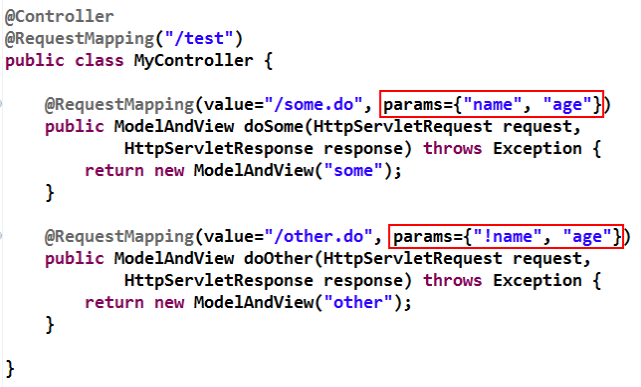 @Controller
@RequestMapping("/test")
public class MyController {
@RequestMapping(value="/some.do", params={"name", "age"})
public ModelAndView doSome(HttpServletRequest request,
HttpServletResponse response) throws Exception {
return new ModelAndView("some");
}
@RequestMapping(value="/other.do", params={"!name", "age"})
public ModelAndView doOther(HttpServletRequest request,
HttpServletResponse response) throws Exception {
return new ModelAndView("other");
}
}